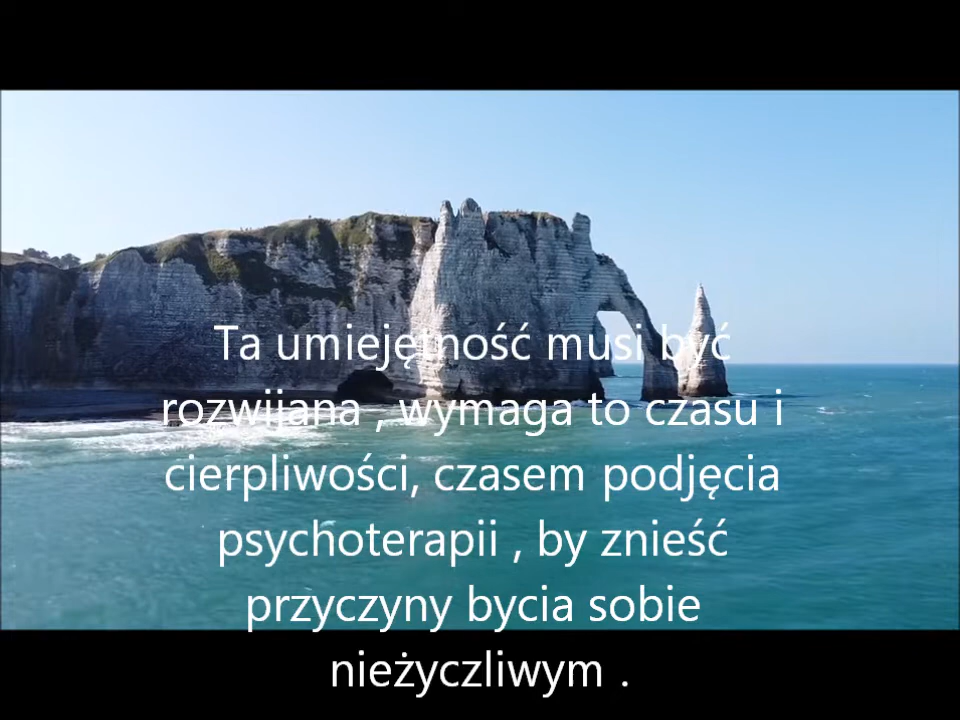 Ta umiejętność musi być
rozwijana , wymaga to czasu i
cierpliwości, czasem podjęcia
psychoterapii , by znieść
przyczyny bycia sobie
nieżyczliwym .